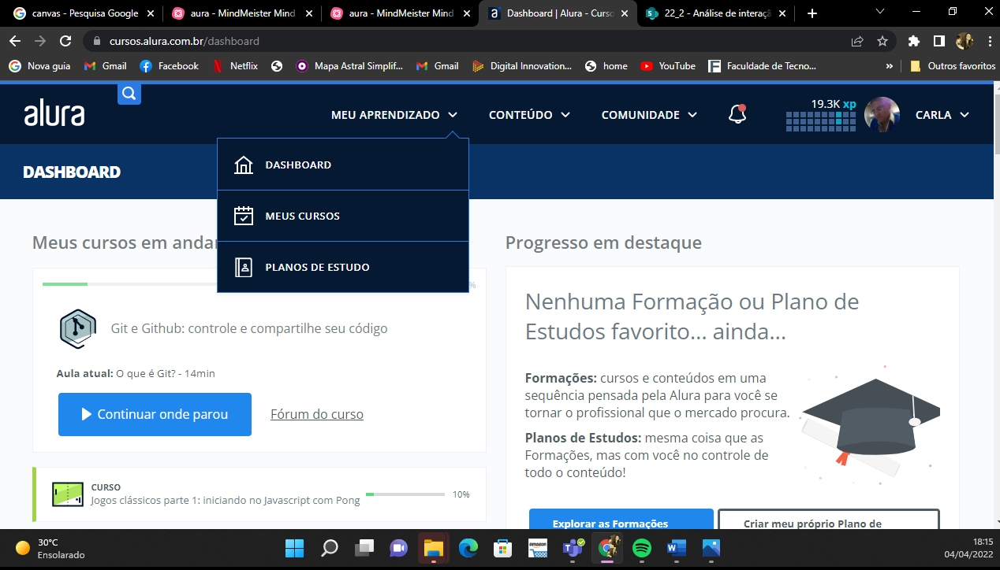 canvas - Pesquisa Google
aura - MindMeister Mind
aura - MindMeister Mind
Dashboard | Alura - Curso
22_2 - Análise de interaçã
cursos.alura.com.br/dashboard
Nova guia
Gmail
Facebook
Netflix
Mapa Astral Simplif...
Gmail
Digital Innovation...
home
YouTube
Faculdade de Tecno...
»
Outros favoritos
alura
MEU APRENDIZADO
CONTEÚDO
COMUNIDADE
19.3K xp
CARLA
DASHBOARD
DASHBOARD
MEUS CURSOS
PLANOS DE ESTUDO
Meus cursos em andar
%
Git e Github: controle e compartilhe seu código
Aula atual: O que é Git? - 14min
Continuar onde parou
Fórum do curso
CURSO
Jogos clássicos parte 1: iniciando no Javascript com Pong
10%
Progresso em destaque
Nenhuma Formação ou Plano de
Estudos favorito... ainda...
Formações: cursos e conteúdos em uma
sequência pensada pela Alura para você se
tornar o profissional que o mercado procura.
Planos de Estudos: mesma coisa que as
Formações, mas com você no controle de
todo o conteúdo!
Explorar as Formações
Criar meu próprio Plano de
30°C
Ensolarado
amazon
18:15
04/04/2022